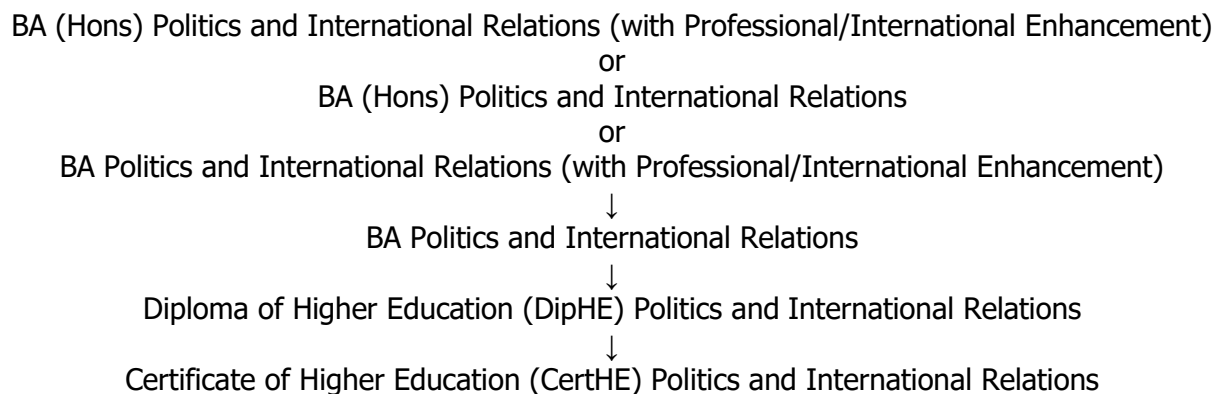 BA (Hons) Politics and International Relations (with Professional/International Enhancement)
or
BA (Hons) Politics and International Relations
or
BA Politics and International Relations (with Professional/International Enhancement)
↓
BA Politics and International Relations
↓
Diploma of Higher Education (DipHE) Politics and International Relations
↓
Certificate of Higher Education (CertHE) Politics and International Relations